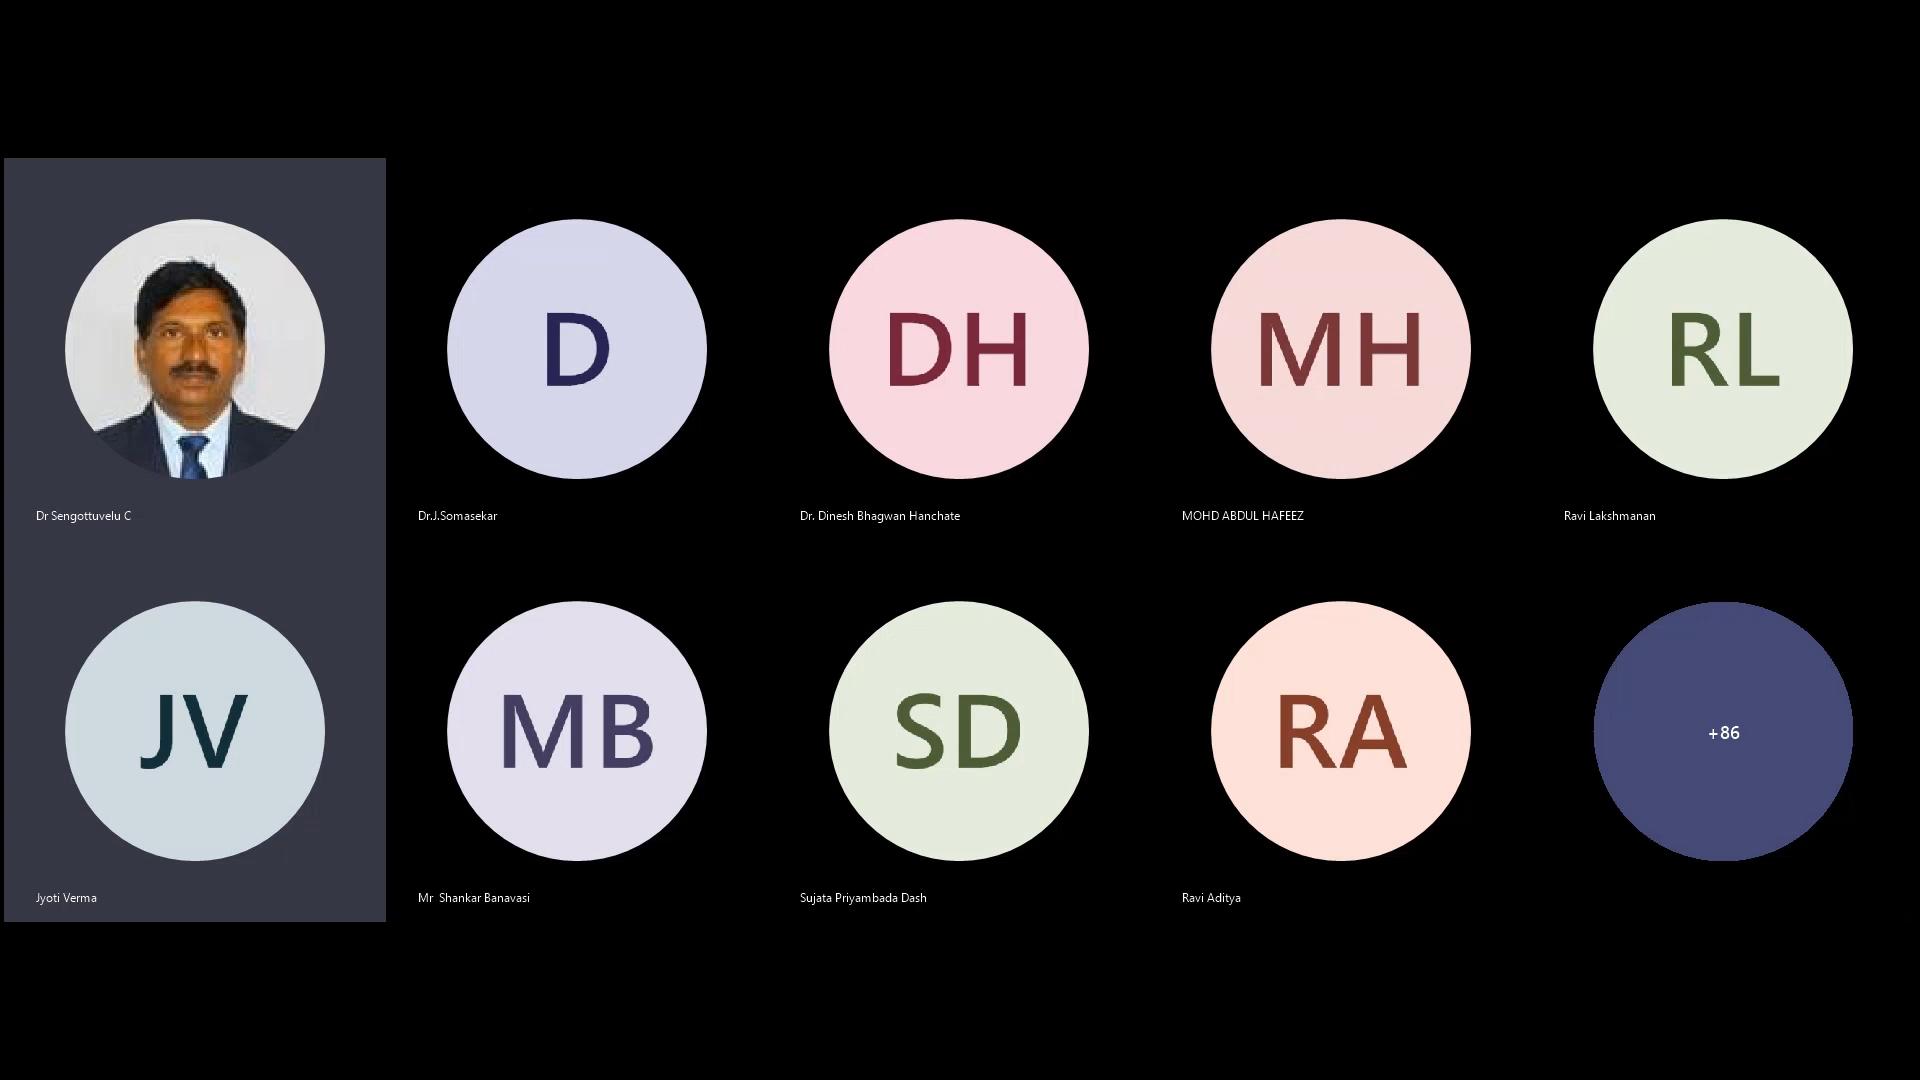 D
DH
MH
RL
Dr Sengottuvelu C
Dr.J.Somasekar
Dr. Dinesh Bhagwan Hanchate
MOHD ABDUL HAFEEZ
Ravi Lakshmanan
JV
MB
SD
RA
+86
Jyoti Verma
Mr  Shankar Banavasi
Sujata Priyambada Dash
Ravi Aditya